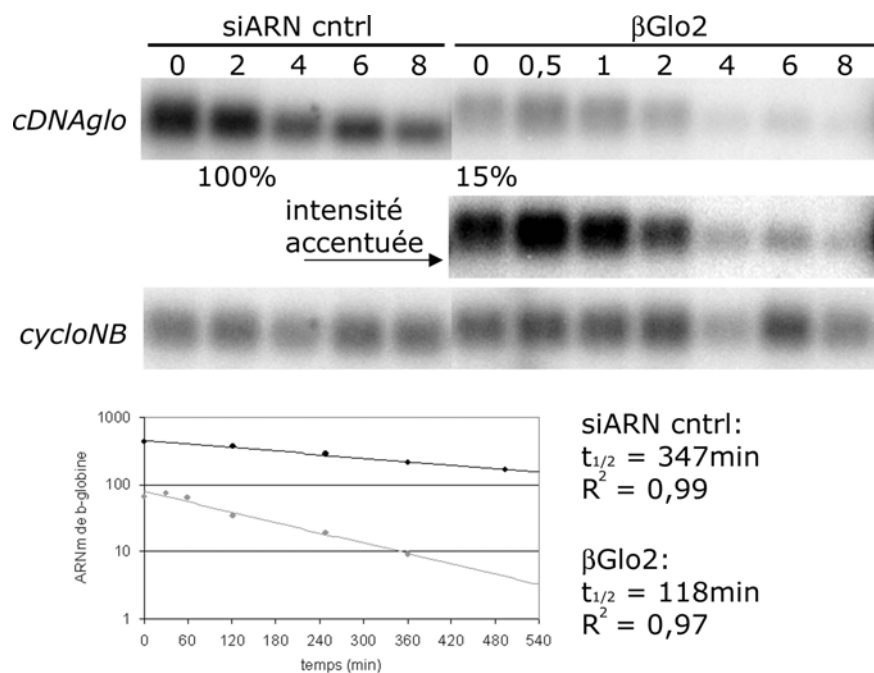 siARN cntrl βGlo2
0 2 4 6 8 0 0,5 1 2 4 6 8
cDNAglo
100% 15%
intensité
accentuée
cycloNB
1000
100
10
1
ARNm de b-globine
0 60 120 180 240 300 360 420 480 540
temps (min)
siARN cntrl:
t1/2 = 347min
R2 = 0,99
βGlo2:
t1/2 = 118min
R2 = 0,97